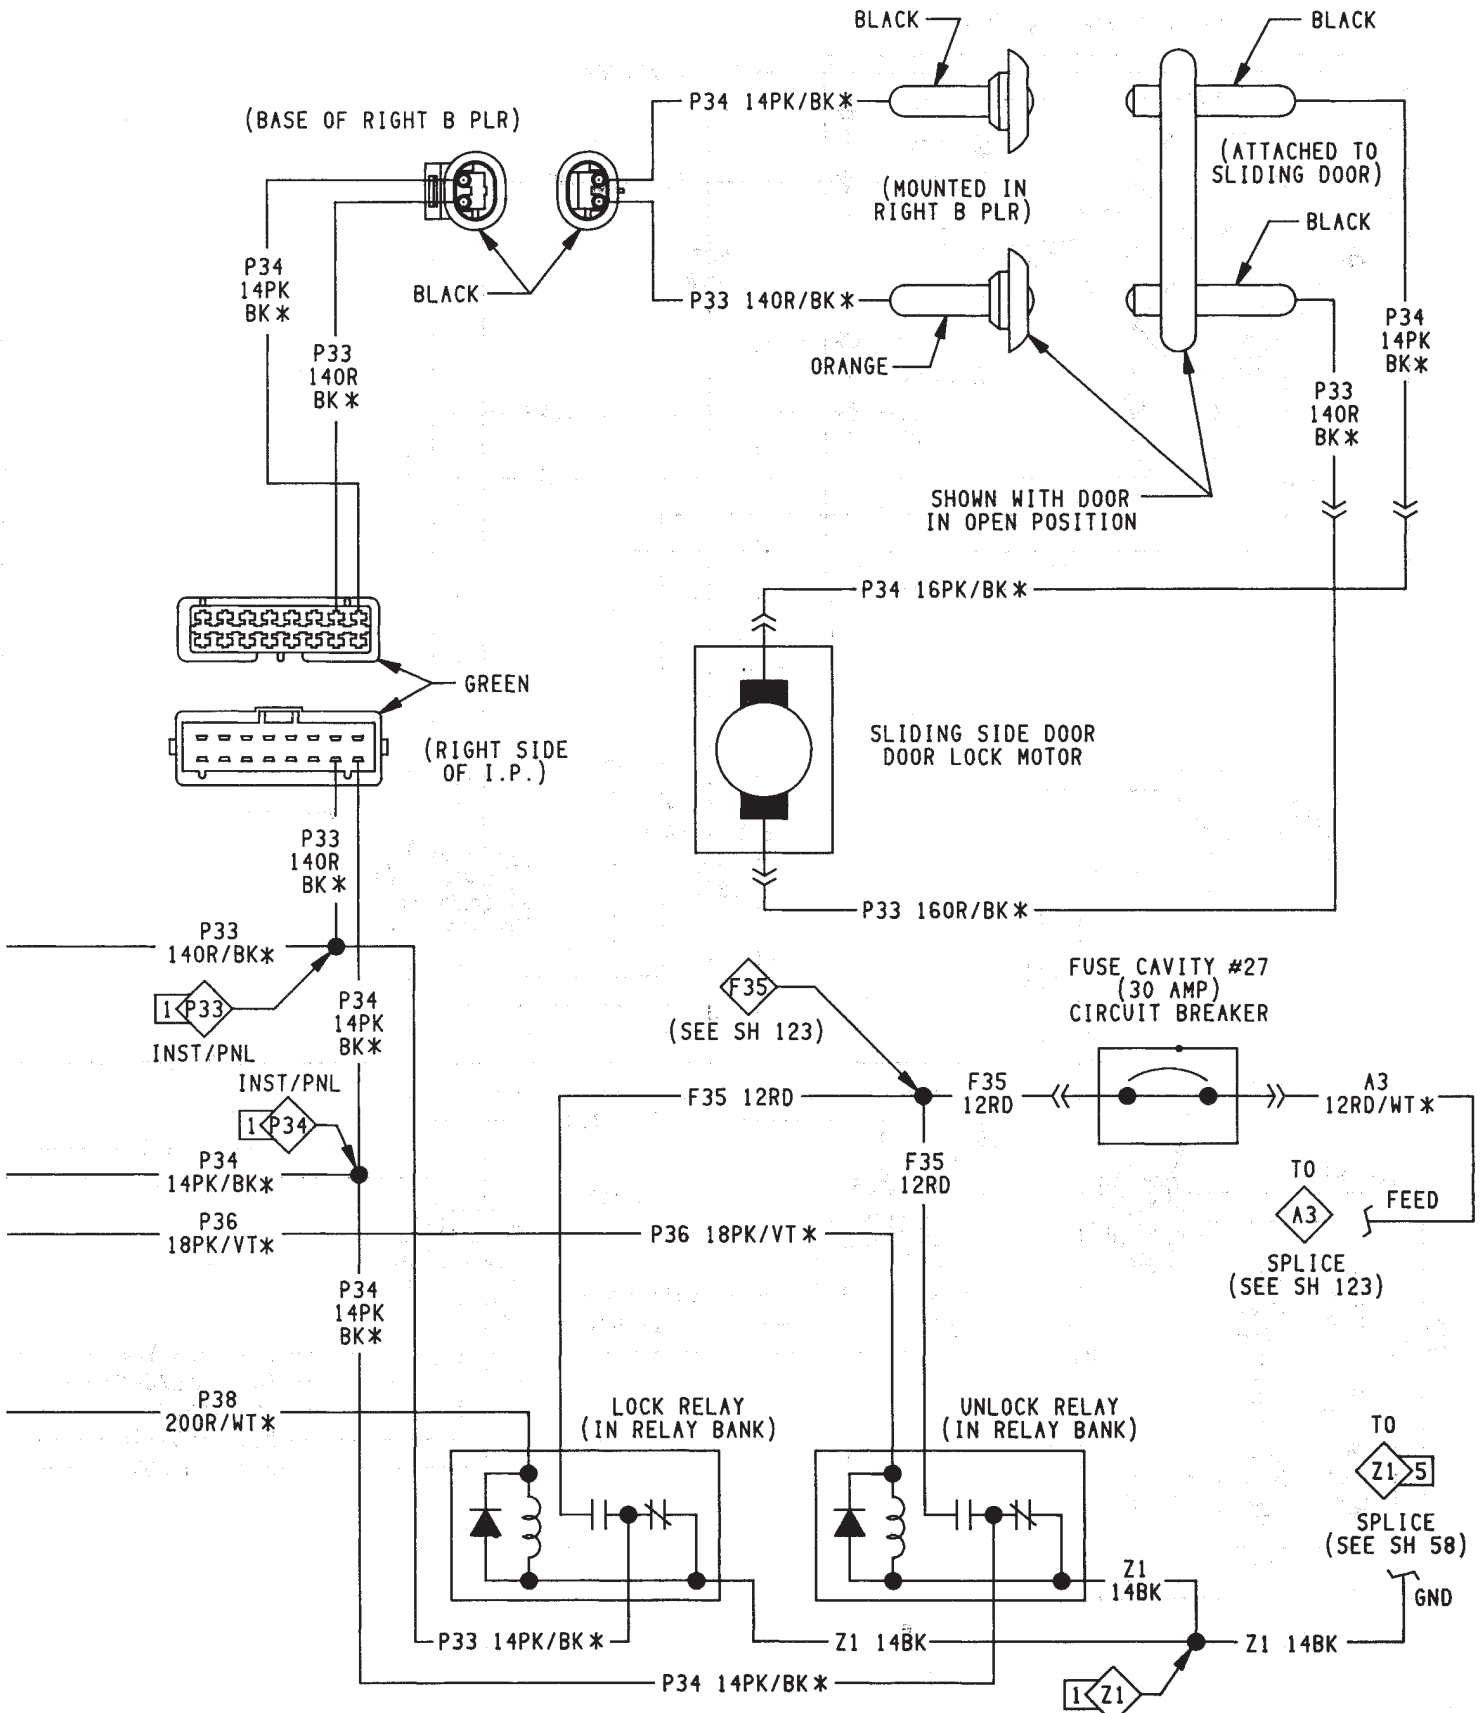 BLACK
BLACK
P34 14PK/BK*
(BASE OF RIGHT B PLR)
(ATTACHED TO
SLIDING DOOR)
(MOUNTED IN
RIGHT B PLR)
BLACK
P34
14PK
BK*
BLACK
P33 14OR/BK*
P34
14PK
BK*
P33
14OR
BK*
ORANGE
P33
14OR
BK*
SHOWN WITH DOOR
IN OPEN POSITION
P34 16PK/BK*
GREEN
SLIDING SIDE DOOR
DOOR LOCK MOTOR
(RIGHT SIDE
OF I.P.)
P33
14OR
BK*
P33 16OR/BK*
P33
14OR/BK*
FUSE CAVITY #27
(30 AMP)
CIRCUIT BREAKER
F35
(SEE SH 123)
1 P33
INST/PNL
P34
14PK
BK*
INST/PNL
1 P34
F35 12RD
F35
12RD
A3
12RD/WT*
F35
12RD
P34
14PK/BK*
TO
A3
FEED
SPLICE
(SEE SH 123)
P36
18PK/VT*
P36 18PK/VT*
P34
14PK
BK*
P38
20OR/WT*
LOCK RELAY
(IN RELAY BANK)
UNLOCK RELAY
(IN RELAY BANK)
TO
Z1 5
SPLICE
(SEE SH 58)
GND
Z1
14BK
P33 14PK/BK*
Z1 14BK
Z1 14BK
P34 14PK/BK*
1 Z1